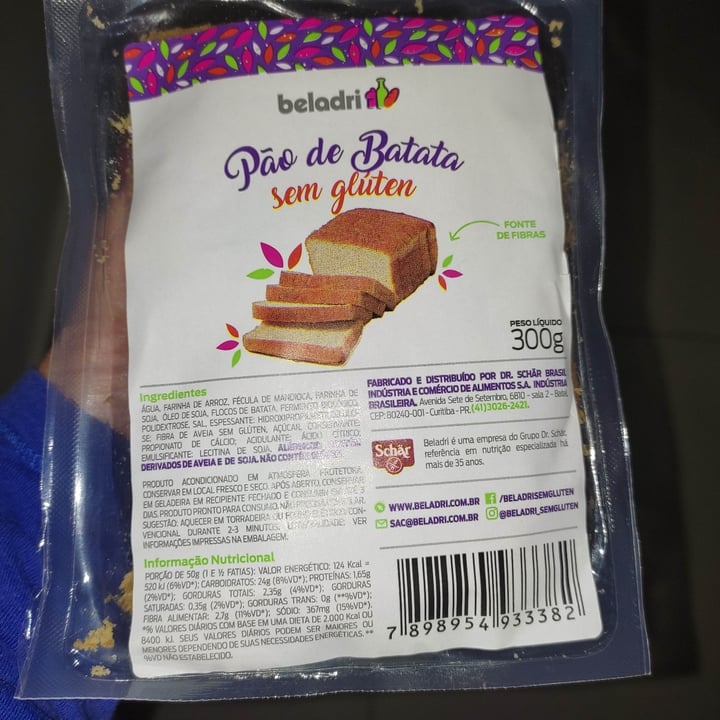 beladri
Pão de Batata
sem glúten
FONTE
DE FIBRAS
PESO LÍQUIDO
300g
Ingredientes
ÁGUA, FARINHA DE ARROZ, FÉCULA DE MANDIOCA, FARINHA DE
SOJA, ÓLEO DE SOJA, FLOCOS DE BATATA, FERMENTO BIOLÓGICO,
POLIDEXTROSE, SAL, ESPESSANTE: HIDROXIPROPILMETILCELULO-
SE; FIBRA DE AVEIA SEM GLÚTEN, AÇÚCAR, CONSERVANTE:
PROPIONATO DE CÁLCIO; ACIDULANTE: ÁCIDO CÍTRICO;
EMULSIFICANTE: LECITINA DE SOJA.
DERIVADOS DE AVEIA E DE SOJA. NÃO CONTÉM
PRODUTO ACONDICIONADO EM ATMOSFERA PROTETORA.
CONSERVAR EM LOCAL FRESCO E SECO. APÓS ABERTO, CONSERVAR
EM GELADEIRA EM RECIPIENTE FECHADO E CONSUMIR EM ATÉ 3
DIAS. PRODUTO PRONTO PARA CONSUMO. NÃO
SUGESTÃO: AQUECER EM TORRADEIRA OU FORNO
VENCIONAL DURANTE 2-3 MINUTOS. VER
INFORMAÇÕES IMPRESSAS NA EMBALAGEM.
Informação Nutricional
PORÇÃO DE 50g (1 E ½ FATIAS): VALOR ENERGÉTICO: 124 Kcal =
520 kJ (6%VD*); CARBOIDRATOS: 24g (8%VD*); PROTEÍNAS: 1,65g
(2%VD*); GORDURAS TOTAIS: 2,35g (4%VD*); GORDURAS
SATURADAS: 0,35g (2%VD*); GORDURAS TRANS: 0g (**%VD*);
FIBRA ALIMENTAR: 2,7g (11%VD*); SÓDIO: 367mg (15%VD*).
*% VALORES DIÁRIOS COM BASE EM UMA DIETA DE 2.000 Kcal OU
8400 kJ. SEUS VALORES DIÁRIOS PODEM SER MAIORES OU
MENORES DEPENDENDO DE SUAS NECESSIDADES ENERGÉTICAS. **
%VD NÃO ESTABELECIDO.
FABRICADO E DISTRIBUÍDO POR DR. SCHÄR BRASIL
INDÚSTRIA E COMÉRCIO DE ALIMENTOS S.A. INDÚSTRIA
BRASILEIRA. Avenida Sete de Setembro, 6810 - sala 2 - Batel
CEP: 80240-001 - Curitiba - PR. (41)3026-2421.
Schär
Beladri é uma empresa do Grupo Dr. Schär,
referência em nutrição especializada há
mais de 35 anos.
WWW.BELADRI.COM.BR
/BELADRISEMGLUTEN
SAC@BELADRI.COM.BR
@BELADRI_SEMGLUTEN
7 898954 933382